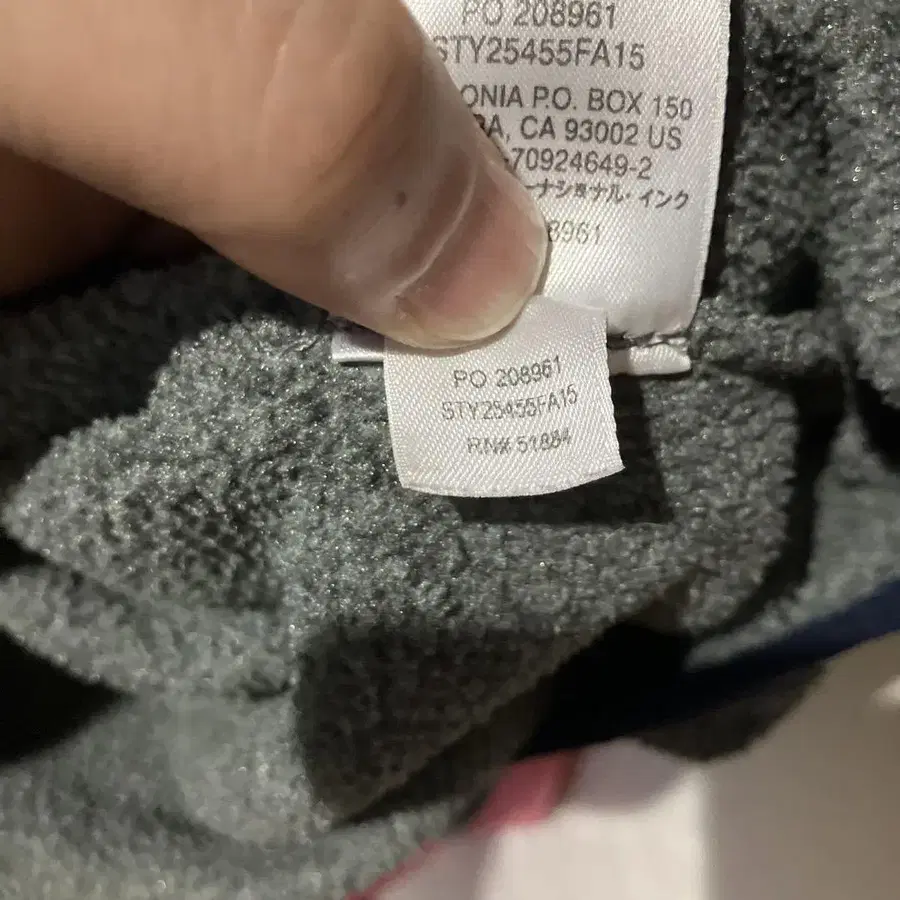 PO 208961
STY25455FA15
ONIA P.O. BOX 150
RA, CA 93002 US
-70924649-2
ーナショナル・インク
8961
PO 208961
STY25455FA15
RN# 51884